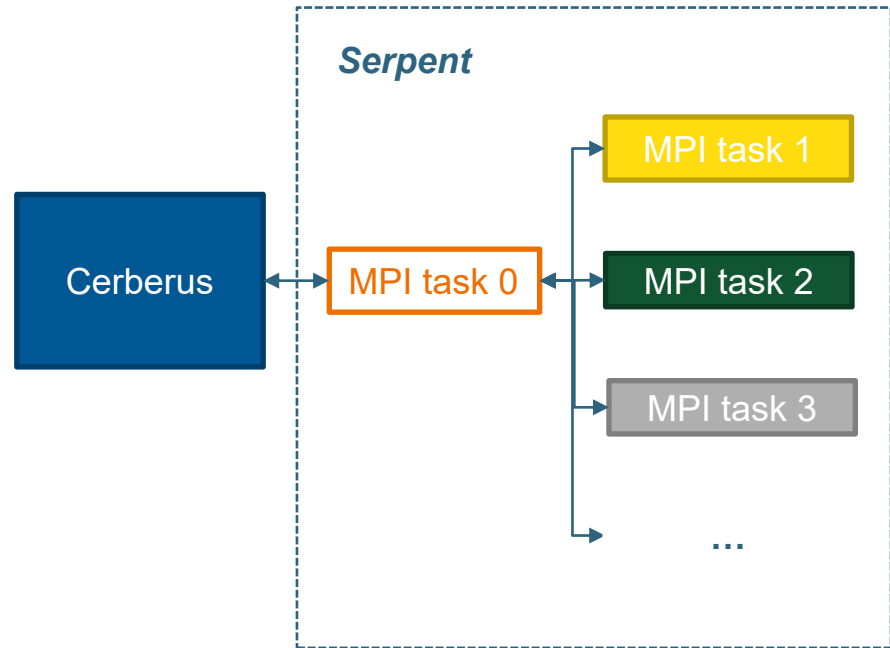 Serpent
MPI task 1
Cerberus
MPI task 0
MPI task 2
MPI task 3
...